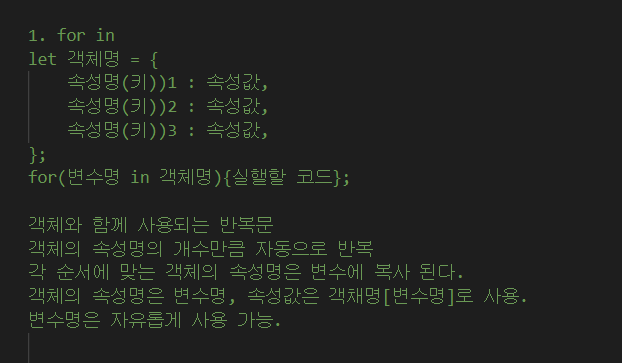 1. for in
let 객체명 = {
속성명(키))1 : 속성값,
속성명(키))2 : 속성값,
속성명(키))3 : 속성값,
};
for(변수명 in 객체명){실핼할 코드};
객체와 함께 사용되는 반복문
객체의 속성명의 개수만큼 자동으로 반복
각 순서에 맞는 객체의 속성명은 변수에 복사 된다.
객체의 속성명은 변수명, 속성값은 객채명[변수명]로 사용.
변수명은 자유롭게 사용 가능.